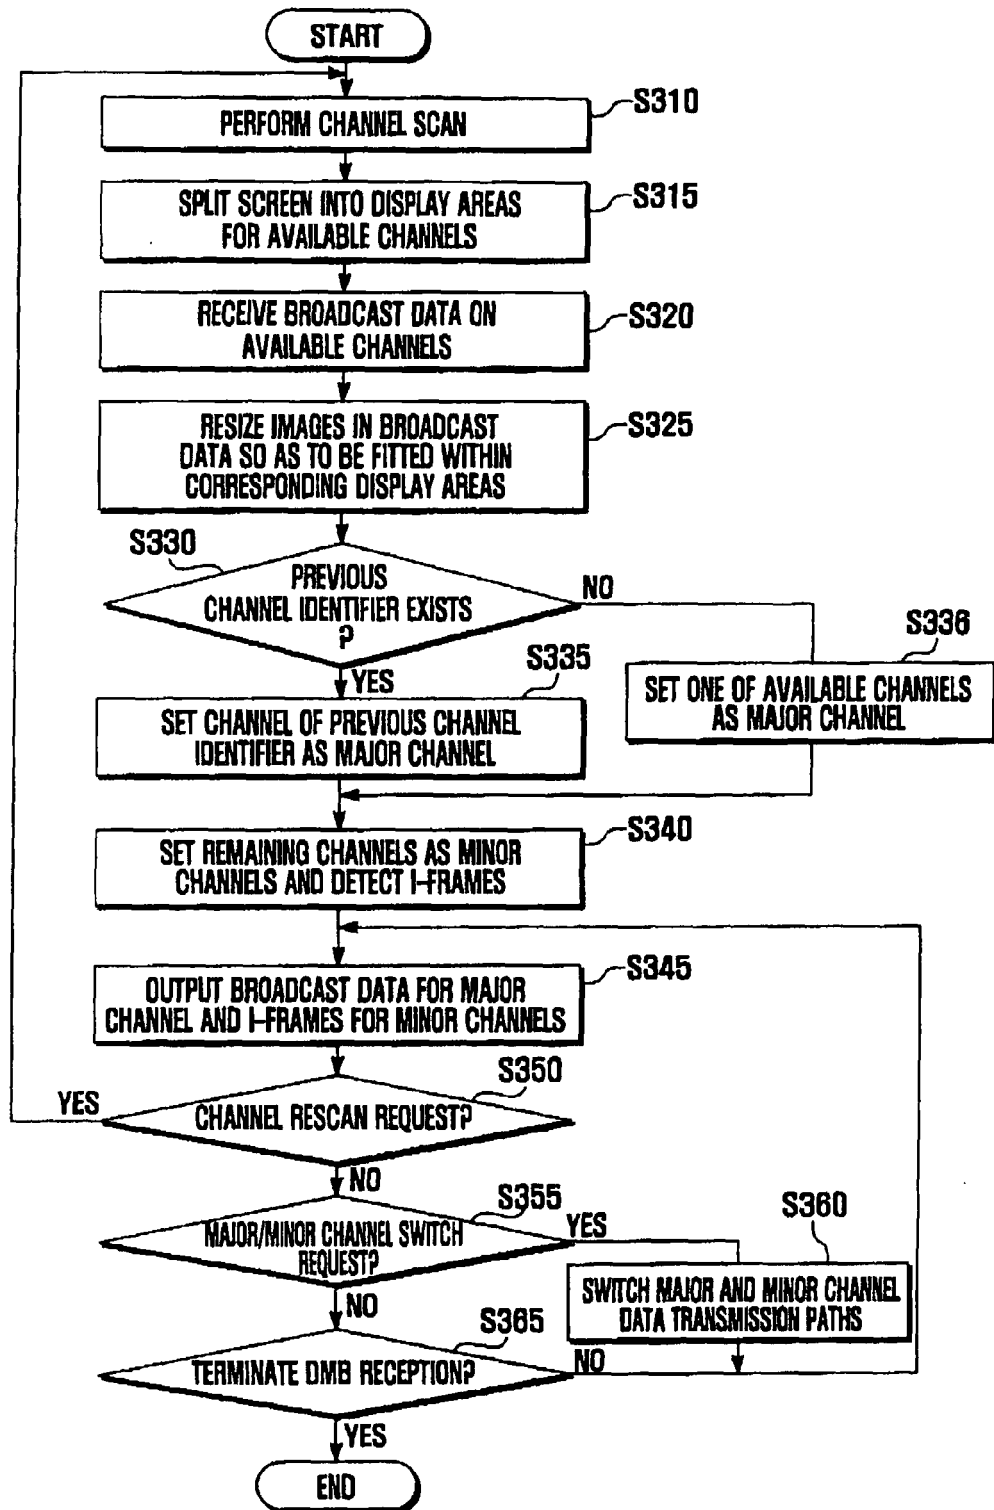 START
PERFORM CHANNEL SCAN
S310
SPLIT SCREEN INTO DISPLAY AREAS
FOR AVAILABLE CHANNELS
S315
RECEIVE BROADCAST DATA ON
AVAILABLE CHANNELS
S320
RESIZE IMAGES IN BROADCAST
DATA SO AS TO BE FITTED WITHIN
CORRESPONDING DISPLAY AREAS
S325
S330
PREVIOUS
CHANNEL IDENTIFIER EXISTS
?
NO
YES
S335
SET CHANNEL OF PREVIOUS CHANNEL
IDENTIFIER AS MAJOR CHANNEL
S336
SET ONE OF AVAILABLE CHANNELS
AS MAJOR CHANNEL
S340
SET REMAINING CHANNELS AS MINOR
CHANNELS AND DETECT I-FRAMES
S345
OUTPUT BROADCAST DATA FOR MAJOR
CHANNEL AND I-FRAMES FOR MINOR CHANNELS
S350
YES
CHANNEL RESCAN REQUEST?
NO
S355
MAJOR/MINOR CHANNEL SWITCH
REQUEST?
YES
S360
SWITCH MAJOR AND MINOR CHANNEL
DATA TRANSMISSION PATHS
NO
S365
TERMINATE DMB RECEPTION?
NO
YES
END